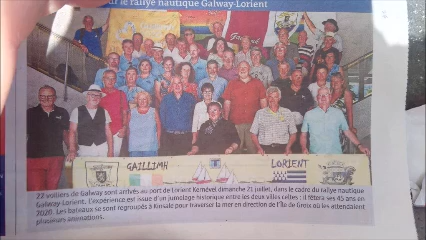 ur le rallye nautique Galway-Lorient
GAILLIMH
LORIENT
22 voiliers de Galway sont arrivés au port de Lorient Kernével dimanche 21 juillet, dans le cadre du rallye nautique
Galway Lorient. L'expérience est issue d'un jumelage historique entre les deux villes celtes : il fêtera ses 45 ans en
2020. Les bateaux se sont regroupés à Kinsale pour traverser la mer en direction de l'Île de Groix où les attendaient
plusieurs animations.